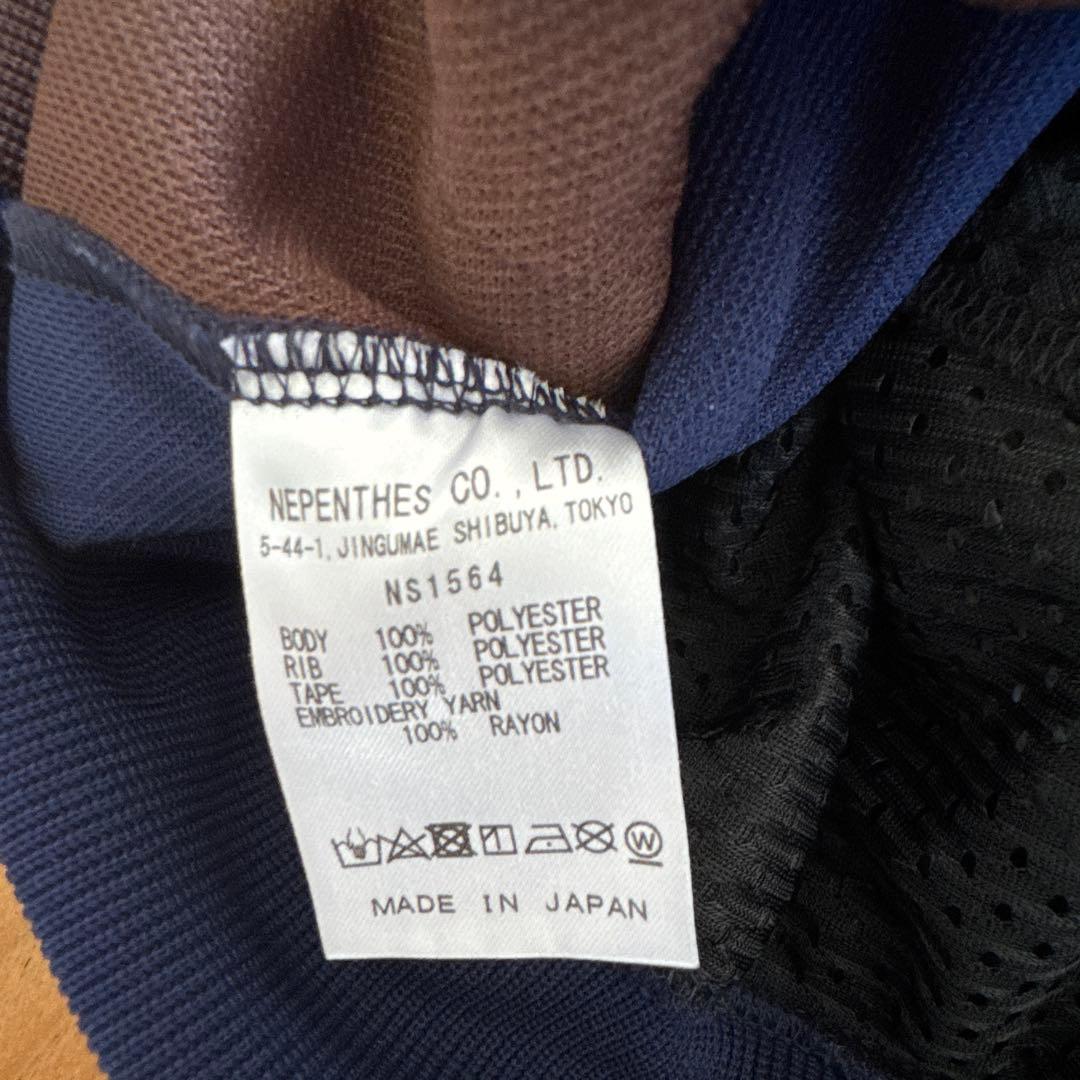 NEPENTHES CO., LTD.
5-44-1, JINGUMAE SHIBUYA, TOKYO
NS1564
BODY 100% POLYESTER
RIB 100% POLYESTER
TAPE 100% POLYESTER
EMBROIDERY YARN
100% RAYON
W
MADE IN JAPAN